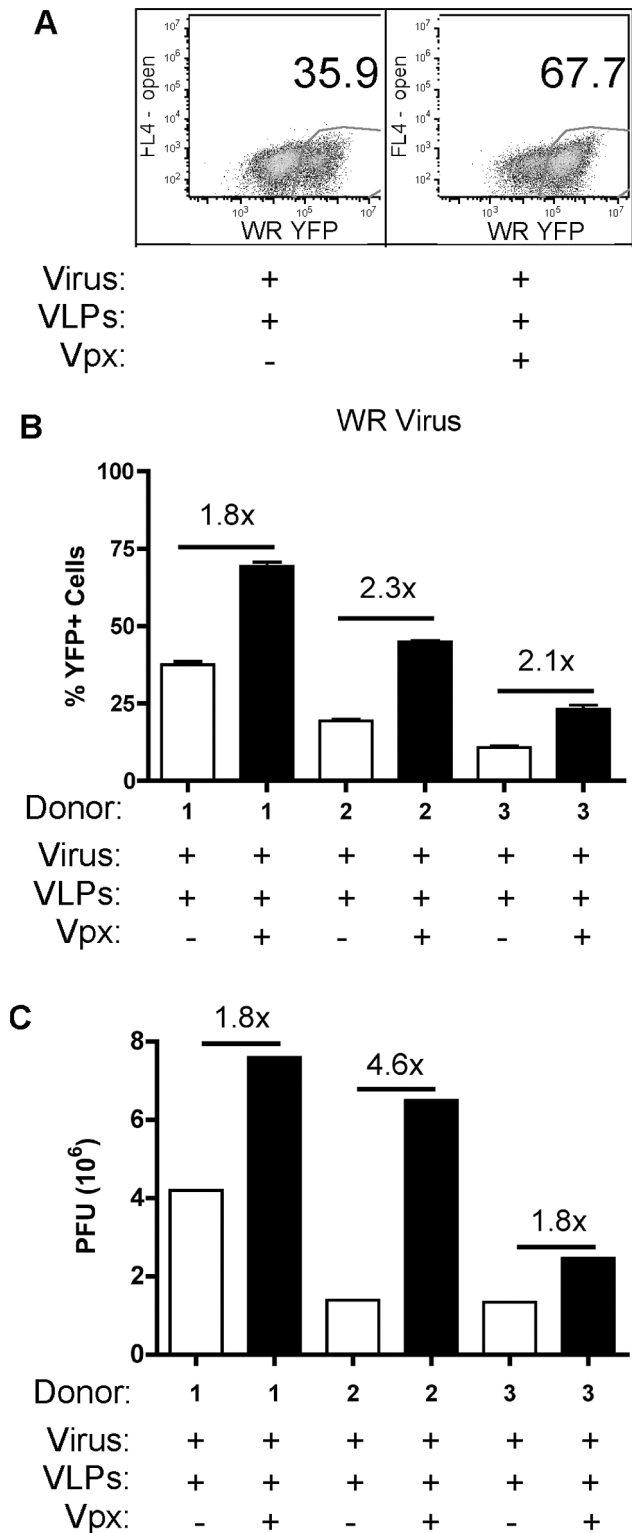 A
35.9
67.7
FL4 - open
10⁷
10⁶
10⁵
10⁴
10³
10²
10³ 10⁵ 10⁷
WR YFP
FL4 - open
10⁷
10⁶
10⁵
10⁴
10³
10²
10³ 10⁵ 10⁷
WR YFP
Virus: + +
VLPs: + +
Vpx: - +
B
WR Virus
% YFP+ Cells
100
75
50
25
0
1.8x
2.3x
2.1x
Donor: 1 1 2 2 3 3
Virus: + + + + + +
VLPs: + + + + + +
Vpx: - + - + - +
C
PFU (10⁶)
8
6
4
2
0
1.8x
4.6x
1.8x
Donor: 1 1 2 2 3 3
Virus: + + + + + +
VLPs: + + + + + +
Vpx: - + - + - +